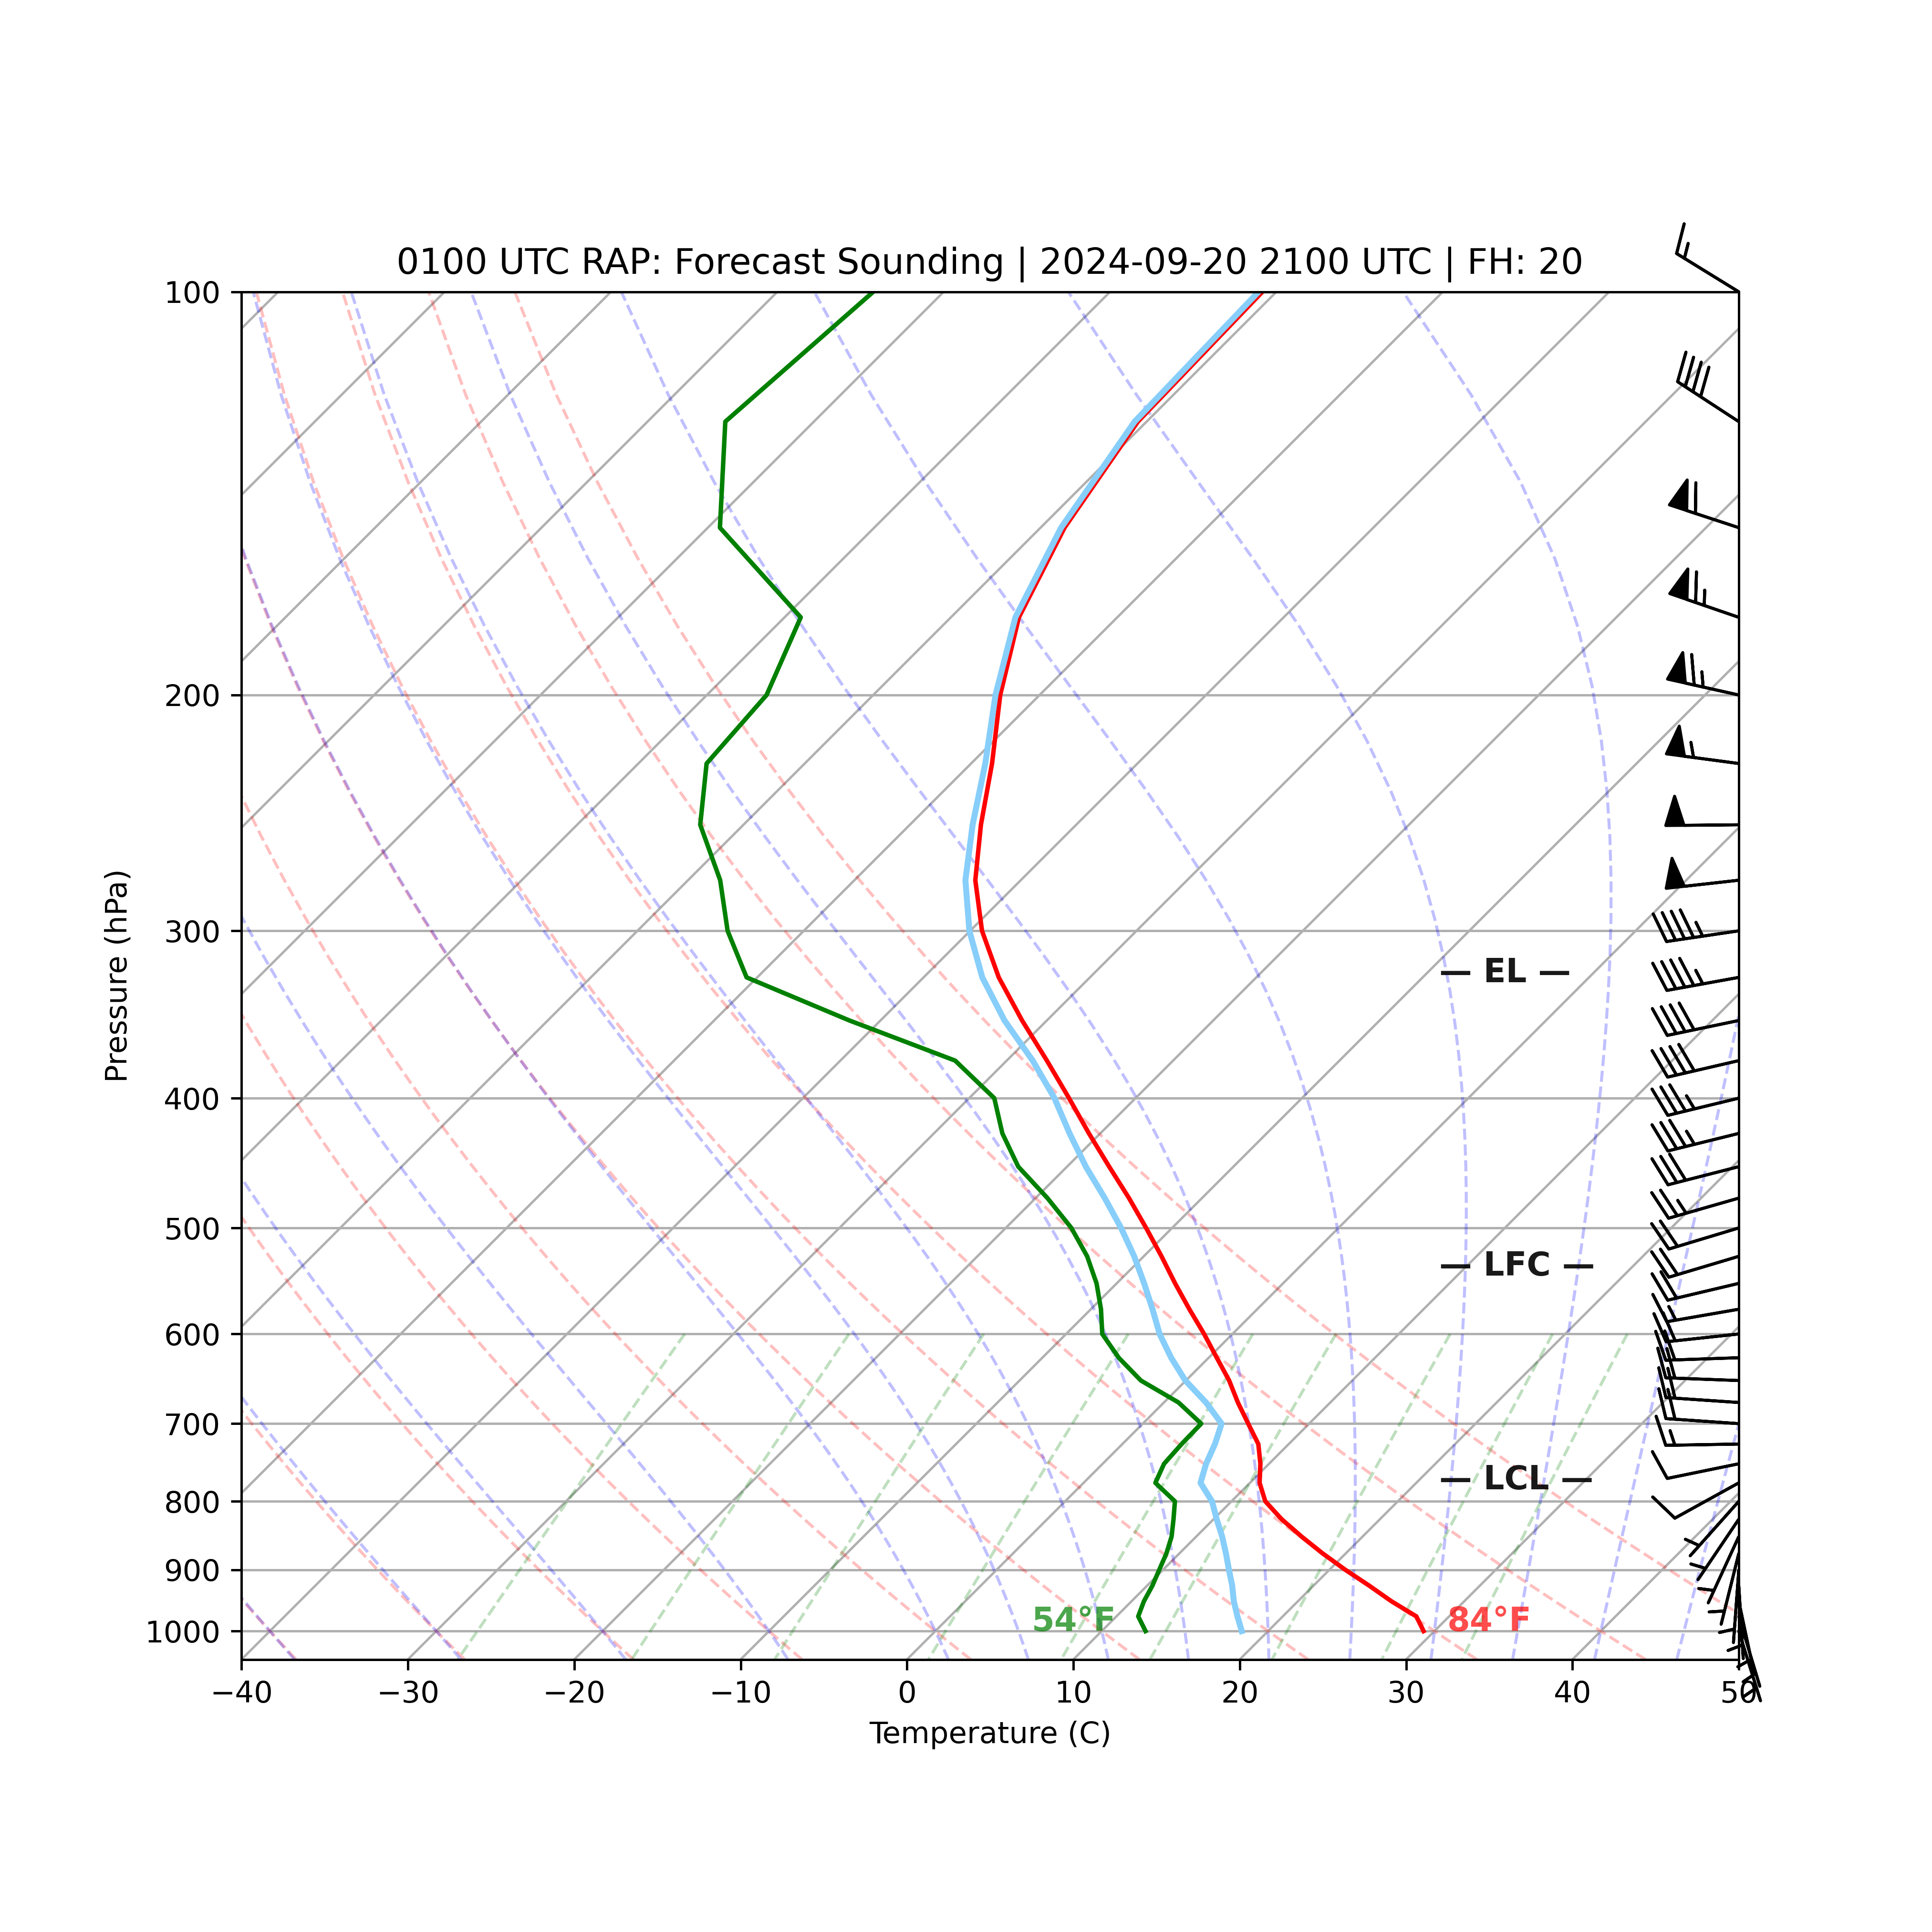 0100 UTC RAP: Forecast Sounding | 2024-09-20 2100 UTC | FH: 20
100
200
300
— EL —
Pressure (hPa)
400
500
— LFC —
600
700
— LCL —
800
900
54°F 84°F
1000
−40 −30 −20 −10 0 10 20 30 40 50
Temperature (C)